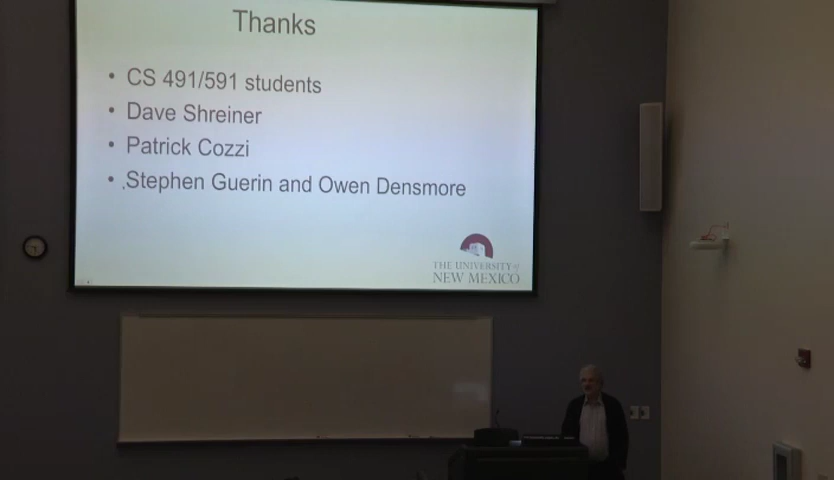 Thanks
• CS 491/591 students
• Dave Shreiner
• Patrick Cozzi
• .Stephen Guerin and Owen Densmore
THE UNIVERSITY of
NEW MEXICO